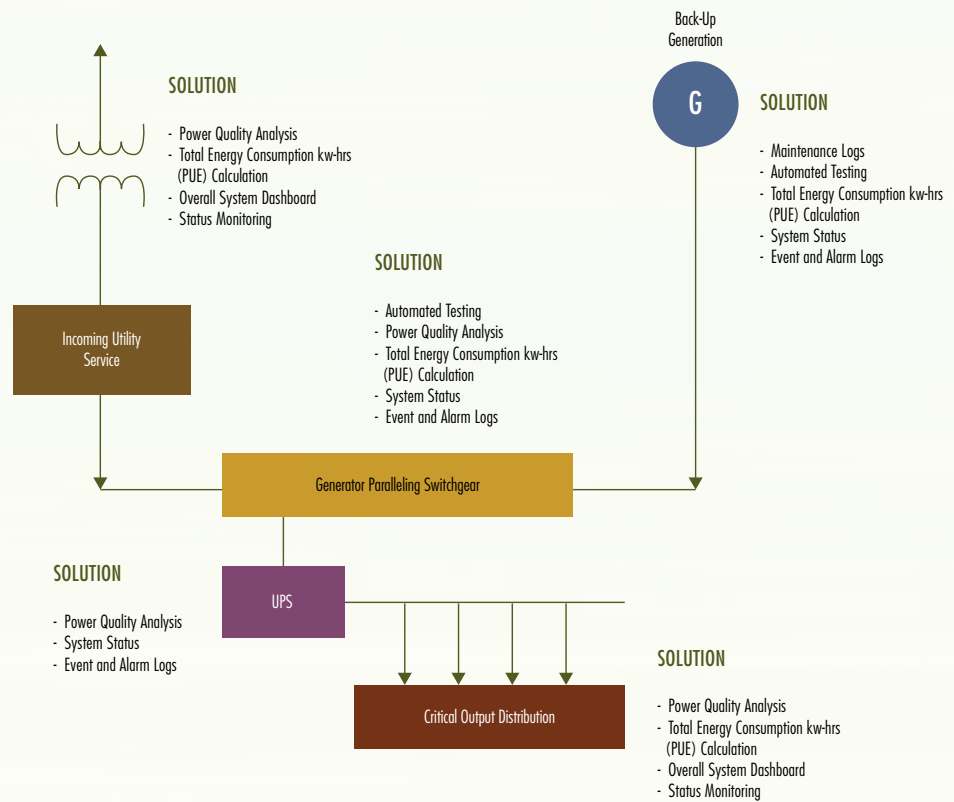 Back-Up
Generation
G
SOLUTION
- Power Quality Analysis
- Total Energy Consumption kw-hrs
(PUE) Calculation
- Overall System Dashboard
- Status Monitoring
SOLUTION
- Maintenance Logs
- Automated Testing
- Total Energy Consumption kw-hrs
(PUE) Calculation
- System Status
- Event and Alarm Logs
SOLUTION
- Automated Testing
- Power Quality Analysis
- Total Energy Consumption kw-hrs
(PUE) Calculation
- System Status
- Event and Alarm Logs
Incoming Utility
Service
Generator Paralleling Switchgear
SOLUTION
- Power Quality Analysis
- System Status
- Event and Alarm Logs
UPS
Critical Output Distribution
SOLUTION
- Power Quality Analysis
- Total Energy Consumption kw-hrs
(PUE) Calculation
- Overall System Dashboard
- Status Monitoring